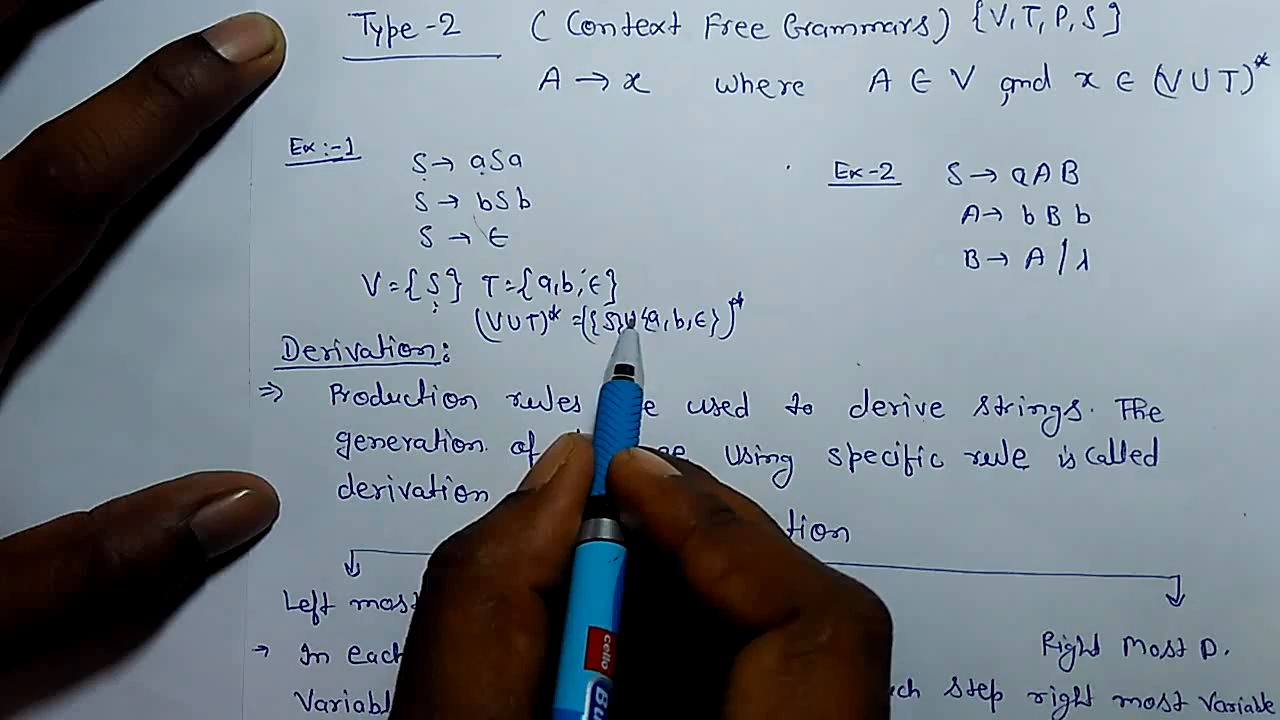 Type-2 (Context Free Grammars) {V,T,P,S}
A → x where A ∈ V and x ∈ (V U T)*
Ex:-1
S → aSa
S → bSb
S → ϵ
V={S} T={a,b,ϵ}
(VUT)* =({S}U{a,b,ϵ})*
Ex-2 S → aAB
A → bBb
B → A/λ
Derivation:
⇒ Production rules used to derive strings. The
generation of using specific rule is called
derivation
Left most
Right Most D.
→ In each
step right most variable
Variabl
cello